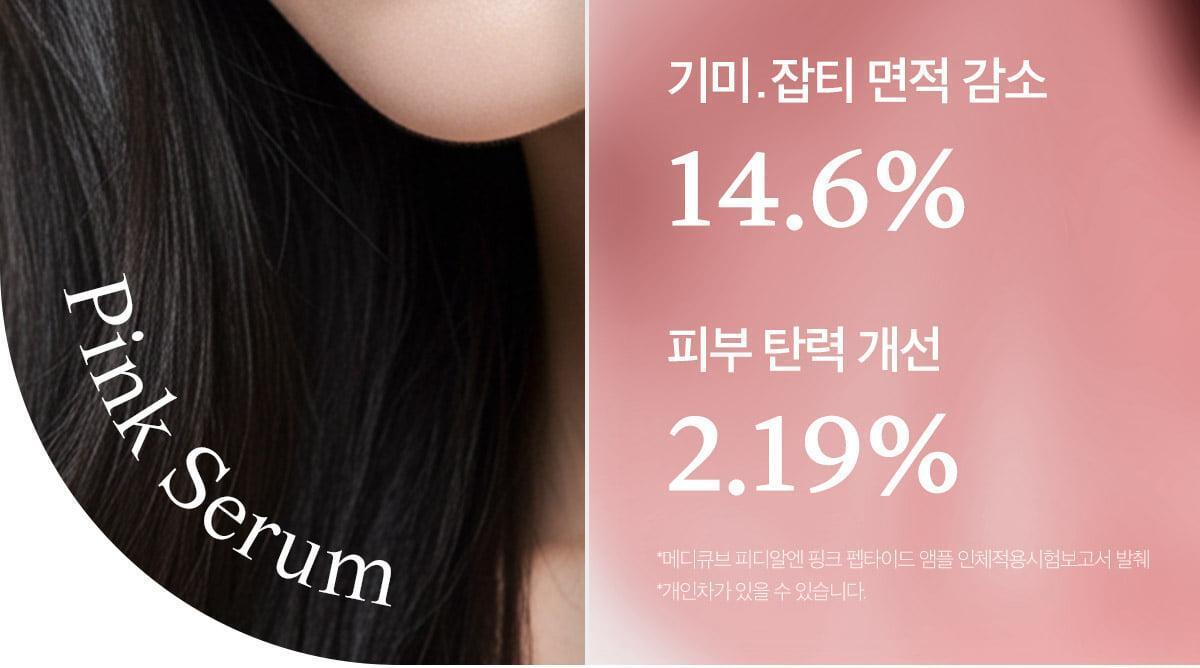 Pink Serum
기미.잡티 면적 감소
14.6%
피부 탄력 개선
2.19%
*메디큐브 피디알엔 핑크 펩타이드 앰플 인체적용시험보고서 발췌
*개인차가 있을 수 있습니다.